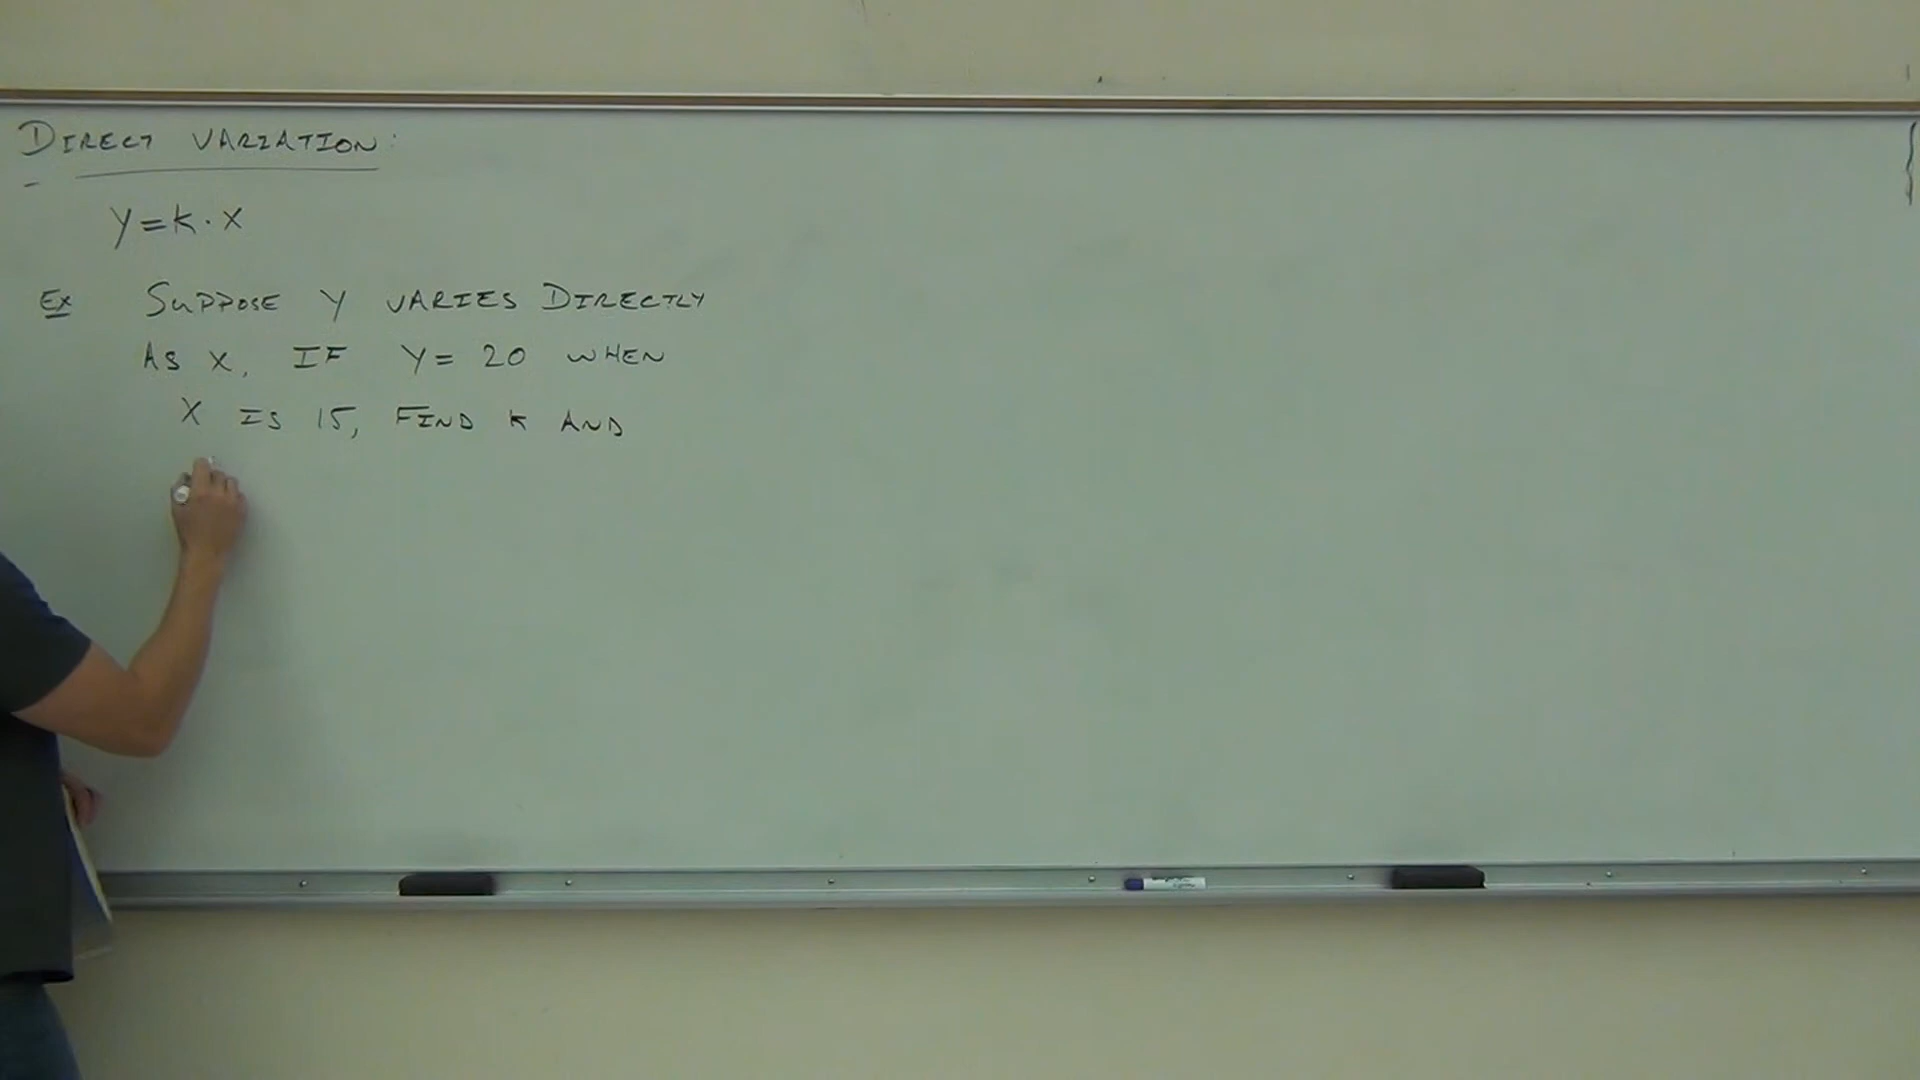 DIRECT VARIATION:
Y = K · X
Ex SUPPOSE Y VARIES DIRECTLY
AS X. IF Y = 20 WHEN
X IS 15, FIND K AND